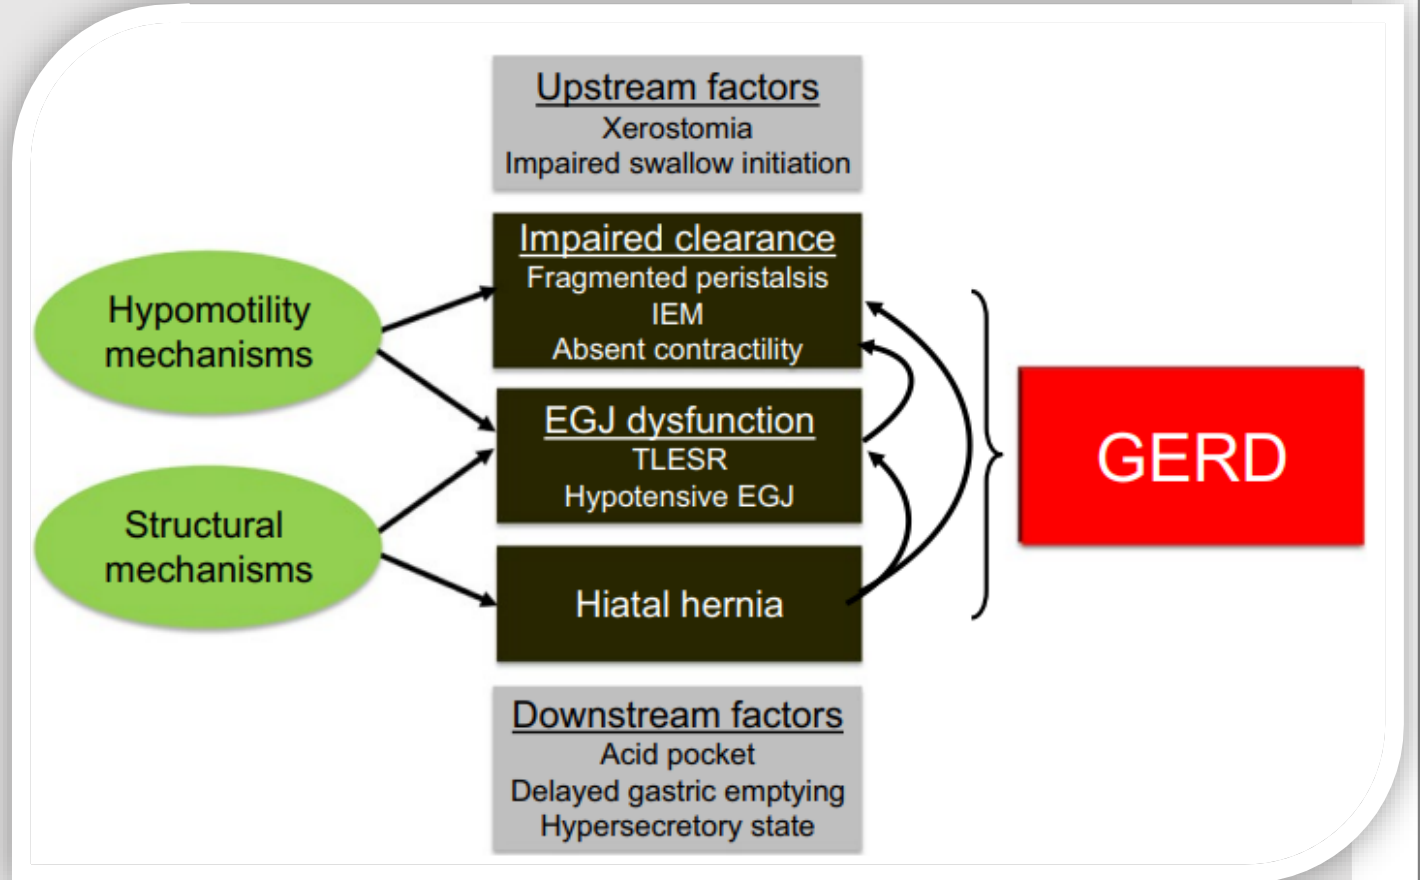 Upstream factors
Xerostomia
Impaired swallow initiation
Impaired clearance
Fragmented peristalsis
IEM
Absent contractility
Hypomotility
mechanisms
EGJ dysfunction
TLESR
Hypotensive EGJ
GERD
Structural
mechanisms
Hiatal hernia
Downstream factors
Acid pocket
Delayed gastric emptying
Hypersecretory state